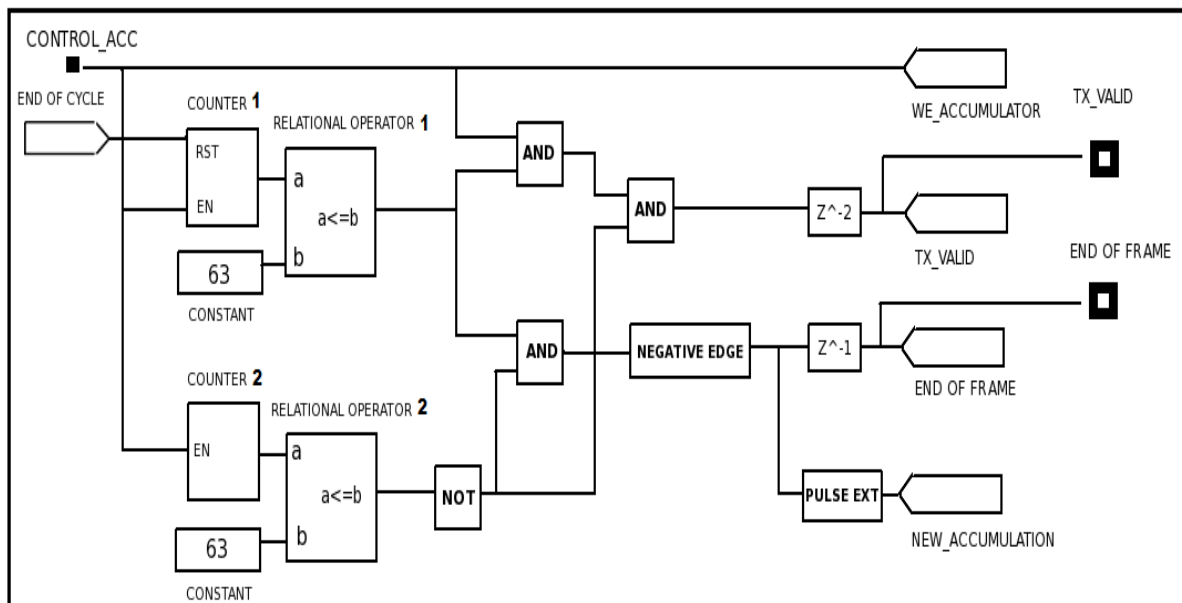 CONTROL_ACC
END OF CYCLE
COUNTER 1
RST
EN
RELATIONAL OPERATOR 1
a
a<=b
b
63
CONSTANT
AND
AND
WE_ACCUMULATOR
TX_VALID
Z^-2
TX_VALID
END OF FRAME
AND
NEGATIVE EDGE
Z^-1
END OF FRAME
COUNTER 2
EN
RELATIONAL OPERATOR 2
a
a<=b
b
63
CONSTANT
NOT
PULSE EXT
NEW_ACCUMULATION